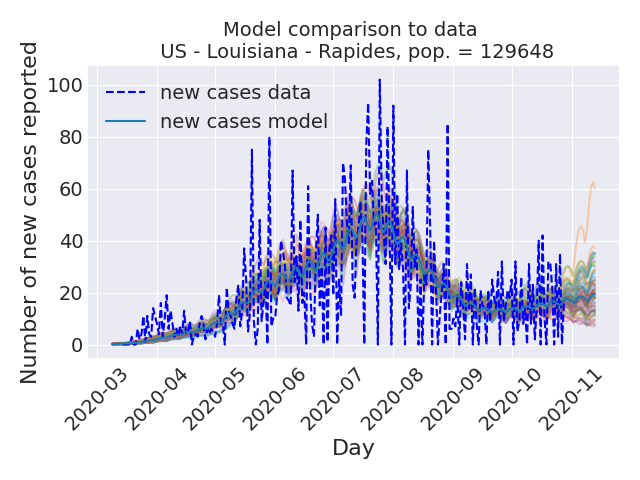 Model comparison to data
US - Louisiana - Rapides, pop. = 129648
Number of new cases reported
100
80
60
40
20
0
new cases data
new cases model
2020-03
2020-04
2020-05
2020-06
2020-07
2020-08
2020-09
2020-10
2020-11
Day